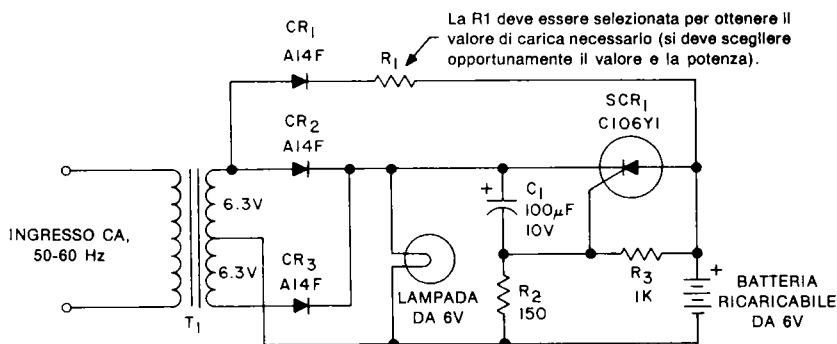 La R1 deve essere selezionata per ottenere il
valore di carica necessario (si deve scegliere
opportunamente il valore e la potenza).
CR1
A14F
R1
CR2
A14F
SCR1
C106Y1
+
C1
100µF
10V
6.3V
INGRESSO CA,
50-60 Hz
6.3V
CR3
A14F
T1
LAMPADA
DA 6V
R2
150
R3
1K
+
BATTERIA
RICARICABILE
DA 6V